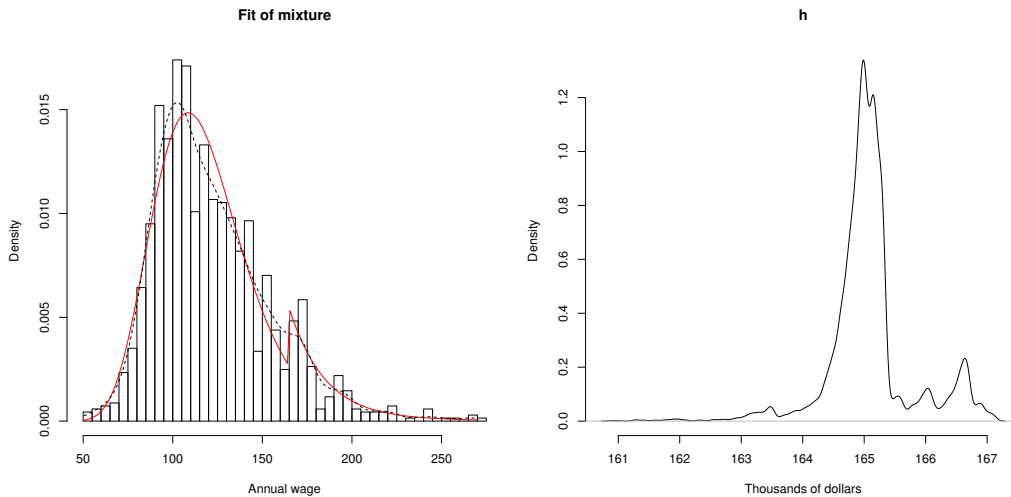 Fit of mixture
Density
0.000
0.005
0.010
0.015
50 100 150 200 250
Annual wage
h
Density
0.0
0.2
0.4
0.6
0.8
1.0
1.2
161 162 163 164 165 166 167
Thousands of dollars